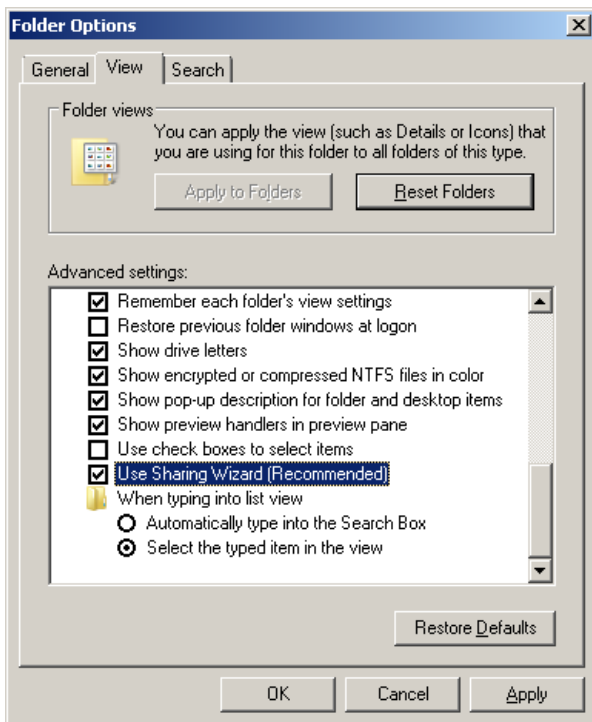 Folder Options
General
View
Search
Folder views
You can apply the view (such as Details or Icons) that
you are using for this folder to all folders of this type.
Apply to Folders
Reset Folders
Advanced settings:
Remember each folder's view settings
Restore previous folder windows at logon
Show drive letters
Show encrypted or compressed NTFS files in color
Show pop-up description for folder and desktop items
Show preview handlers in preview pane
Use check boxes to select items
Use Sharing Wizard (Recommended)
When typing into list view
Automatically type into the Search Box
Select the typed item in the view
Restore Defaults
OK
Cancel
Apply